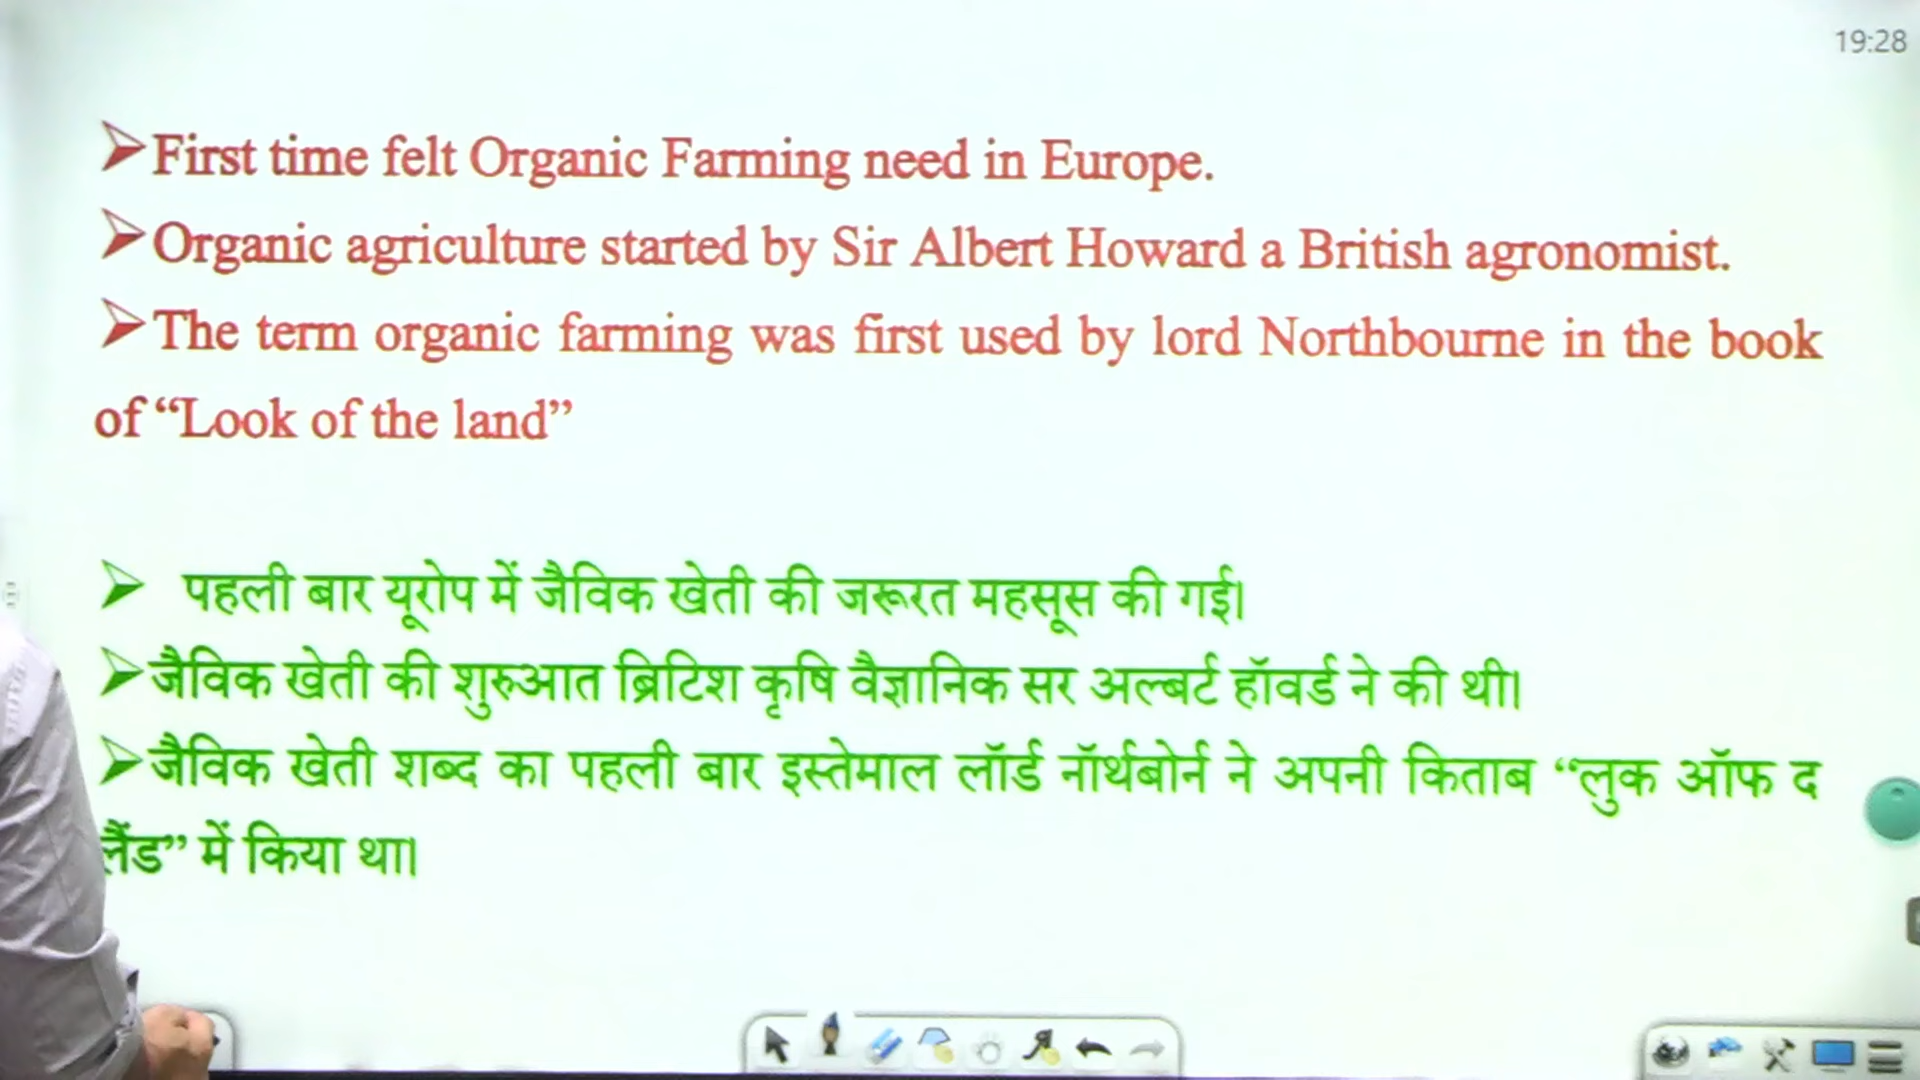 19:28
➢First time felt Organic Farming need in Europe.
➢Organic agriculture started by Sir Albert Howard a British agronomist.
➢The term organic farming was first used by lord Northbourne in the book
of “Look of the land”
➢ पहली बार यूरोप में जैविक खेती की जरूरत महसूस की गई।
➢जैविक खेती की शुरुआत ब्रिटिश कृषि वैज्ञानिक सर अल्बर्ट हॉवर्ड ने की थी।
➢जैविक खेती शब्द का पहली बार इस्तेमाल लॉर्ड नॉर्थबोर्न ने अपनी किताब “लुक ऑफ द
लैंड” में किया था।